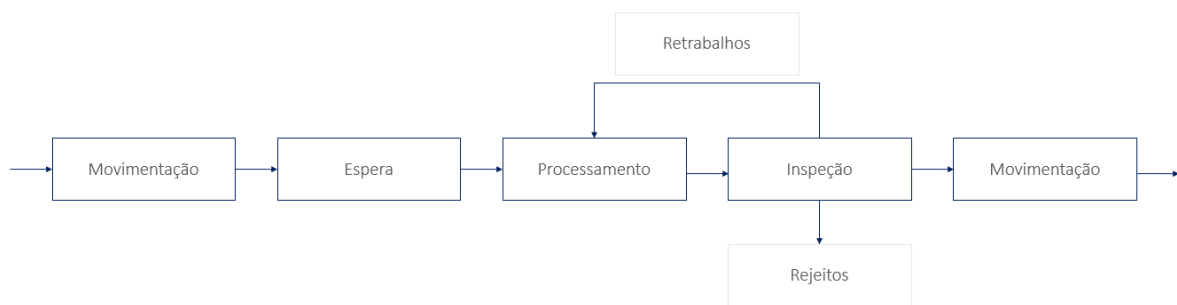 Retrabalhos
Movimentação
Espera
Processamento
Inspeção
Movimentação
Rejeitos